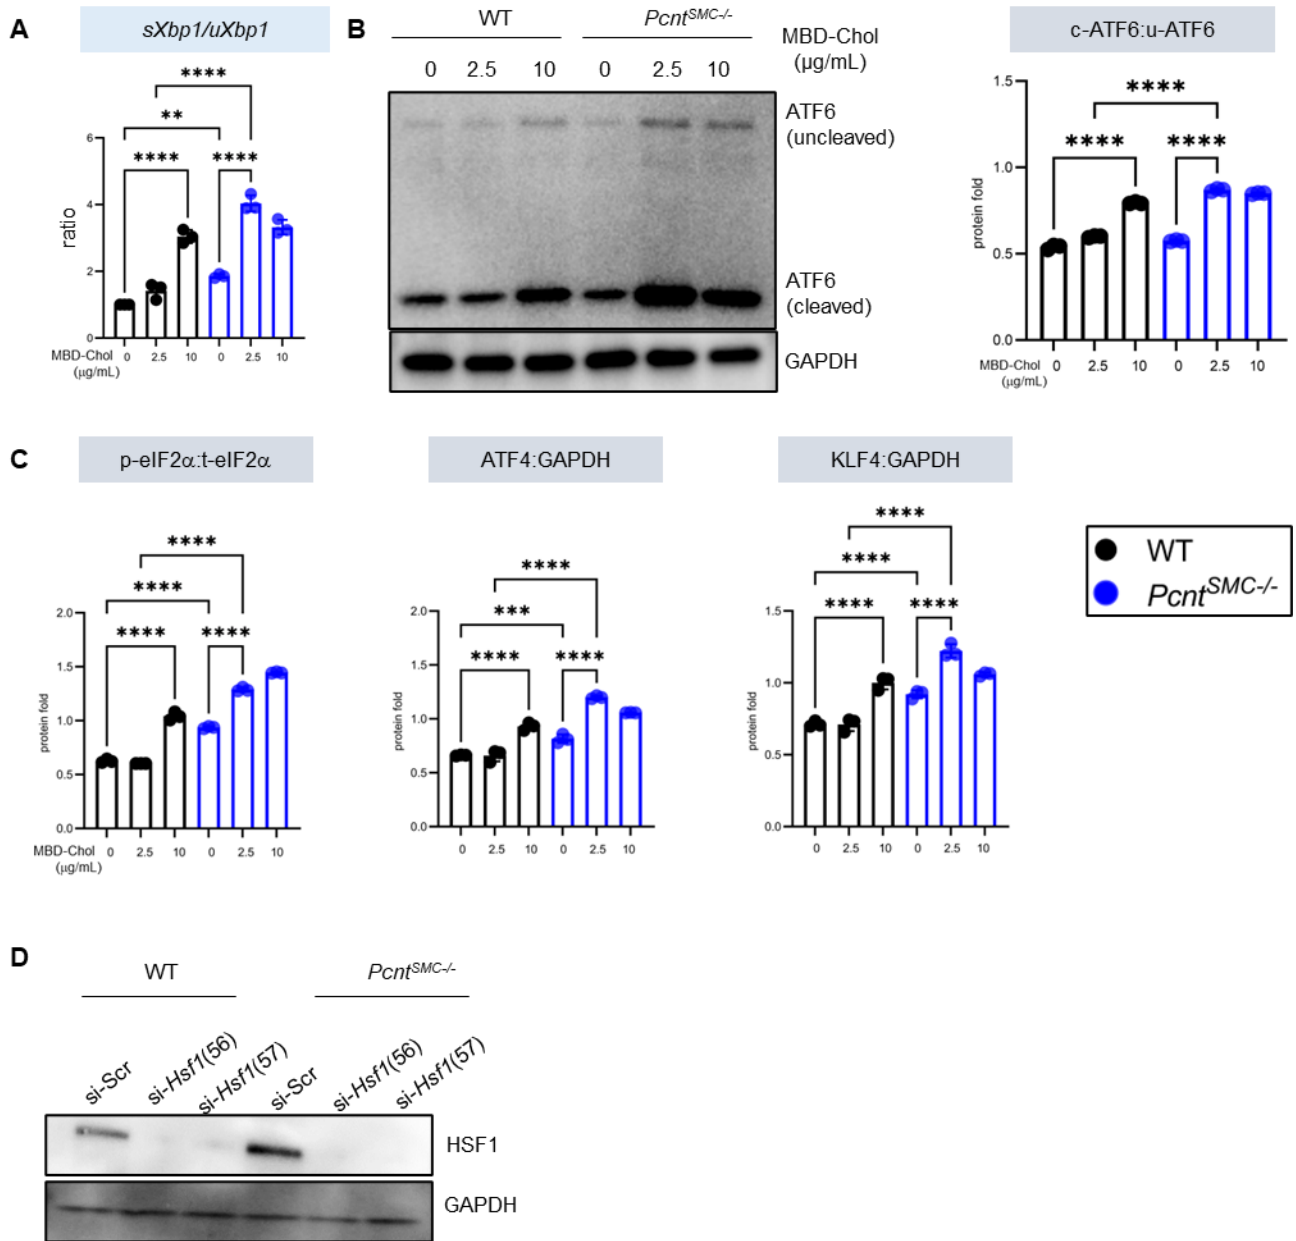 A
sXbp1/uXbp1
****
**
**** ****
6
4
2
0
ratio
0 2.5 10 0 2.5 10
MBD-Chol
(µg/mL)
B
WT PcntSMC-/-
0 2.5 10 0 2.5 10
MBD-Chol
(µg/mL)
ATF6
(uncleaved)
ATF6
(cleaved)
GAPDH
c-ATF6:u-ATF6
****
**** ****
1.5
1.0
0.5
0.0
protein fold
MBD-Chol 0 2.5 10 0 2.5 10
(µg/mL)
C
p-eIF2α:t-eIF2α
****
****
**** ****
2.0
1.5
1.0
0.5
0.0
protein fold
MBD-Chol 0 2.5 10 0 2.5 10
(µg/mL)
ATF4:GAPDH
****
***
**** ****
2.0
1.5
1.0
0.5
0.0
protein fold
0 2.5 10 0 2.5 10
KLF4:GAPDH
****
****
**** ****
1.5
1.0
0.5
0.0
protein fold
0 2.5 10 0 2.5 10
WT
PcntSMC-/-
D
WT PcntSMC-/-
si-Scr si-Hsf1(56) si-Hsf1(57) si-Scr si-Hsf1(56) si-Hsf1(57)
HSF1
GAPDH